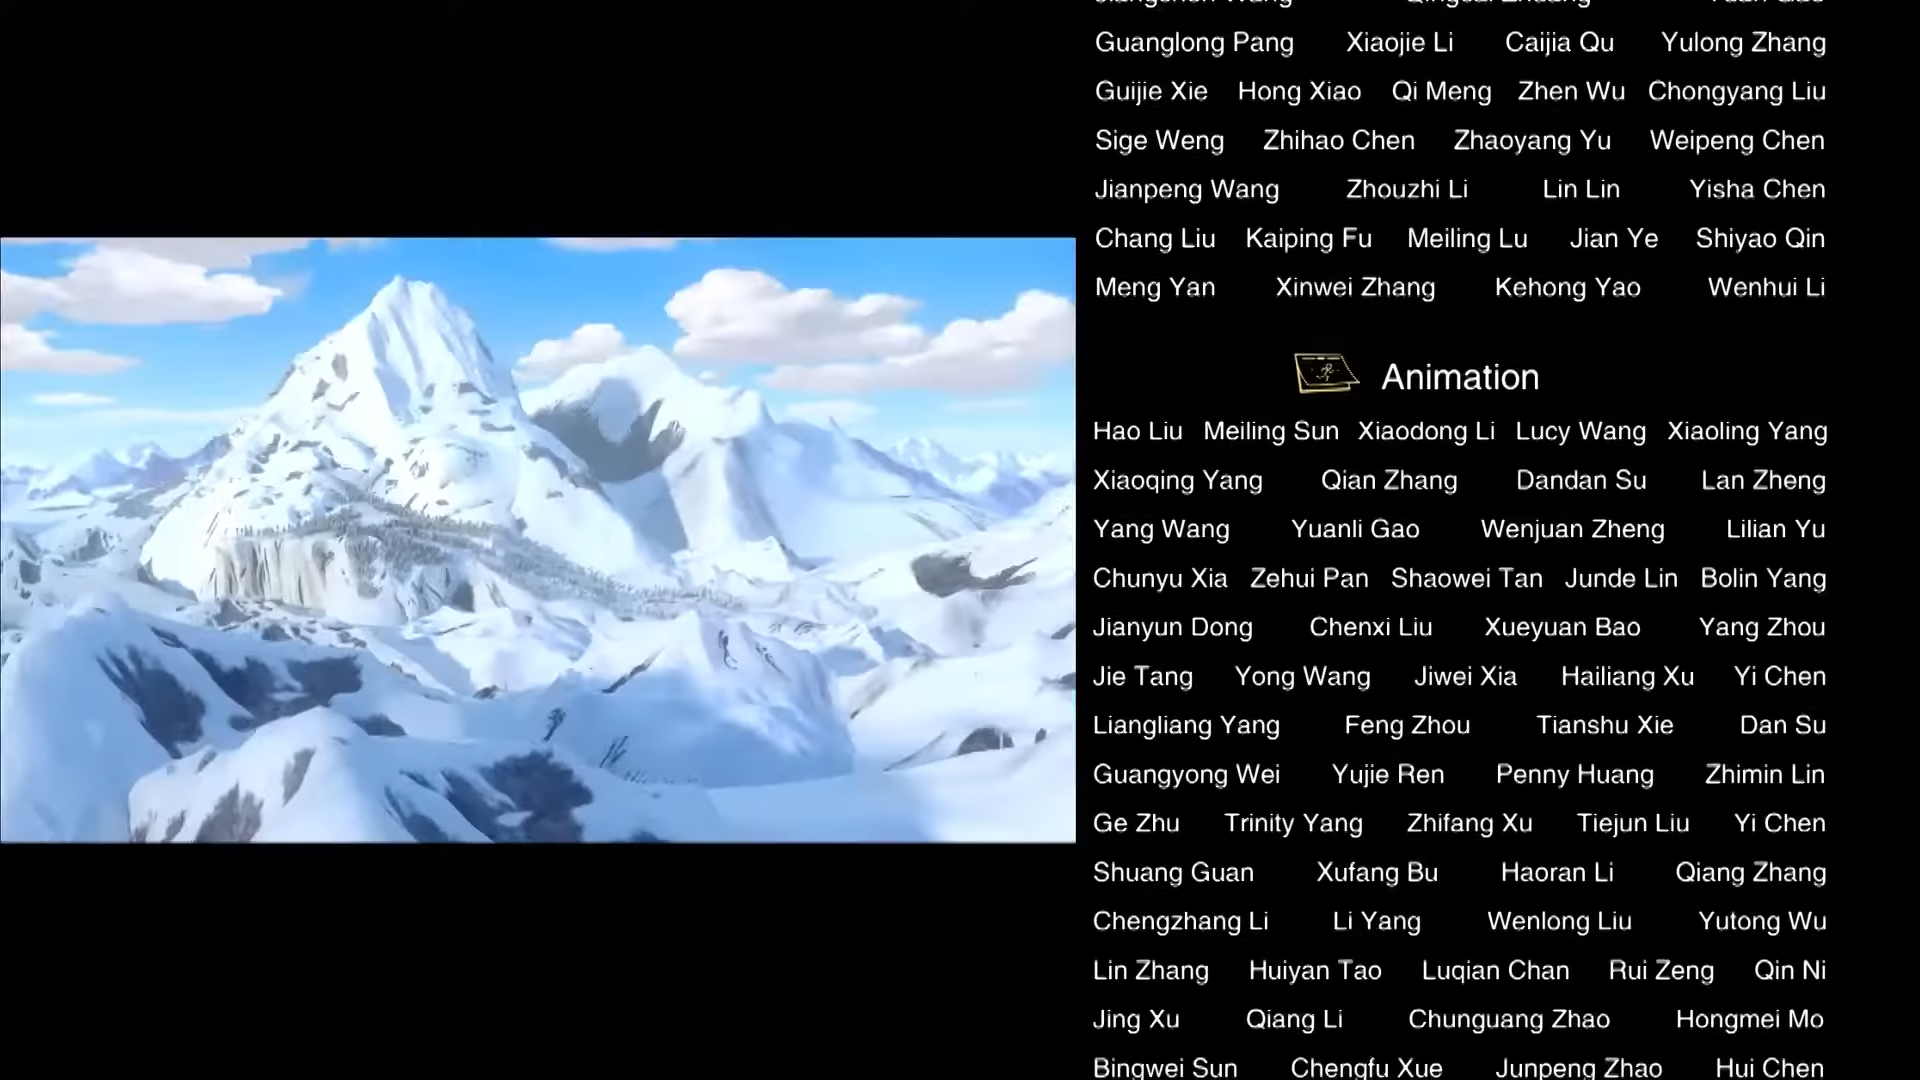 Guanglong Pang Xiaojie Li Caijia Qu Yulong Zhang
Guijie Xie Hong Xiao Qi Meng Zhen Wu Chongyang Liu
Sige Weng Zhihao Chen Zhaoyang Yu Weipeng Chen
Jianpeng Wang Zhouzhi Li Lin Lin Yisha Chen
Chang Liu Kaiping Fu Meiling Lu Jian Ye Shiyao Qin
Meng Yan Xinwei Zhang Kehong Yao Wenhui Li
Animation
Hao Liu Meiling Sun Xiaodong Li Lucy Wang Xiaoling Yang
Xiaoqing Yang Qian Zhang Dandan Su Lan Zheng
Yang Wang Yuanli Gao Wenjuan Zheng Lilian Yu
Chunyu Xia Zehui Pan Shaowei Tan Junde Lin Bolin Yang
Jianyun Dong Chenxi Liu Xueyuan Bao Yang Zhou
Jie Tang Yong Wang Jiwei Xia Hailiang Xu Yi Chen
Liangliang Yang Feng Zhou Tianshu Xie Dan Su
Guangyong Wei Yujie Ren Penny Huang Zhimin Lin
Ge Zhu Trinity Yang Zhifang Xu Tiejun Liu Yi Chen
Shuang Guan Xufang Bu Haoran Li Qiang Zhang
Chengzhang Li Li Yang Wenlong Liu Yutong Wu
Lin Zhang Huiyan Tao Luqian Chan Rui Zeng Qin Ni
Jing Xu Qiang Li Chunguang Zhao Hongmei Mo
Bingwei Sun Chengfu Xue Junpeng Zhao Hui Chen